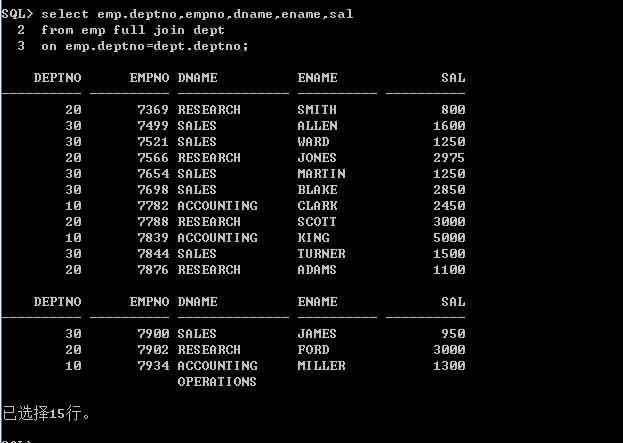 SQL> select emp.deptno,empno,dname,ename,sal
  2  from emp full join dept
  3  on emp.deptno=dept.deptno;
    DEPTNO      EMPNO DNAME          ENAME             SAL
---------- ---------- -------------- ---------- ----------
        20       7369 RESEARCH       SMITH             800
        30       7499 SALES          ALLEN            1600
        30       7521 SALES          WARD             1250
        20       7566 RESEARCH       JONES            2975
        30       7654 SALES          MARTIN           1250
        30       7698 SALES          BLAKE            2850
        10       7782 ACCOUNTING     CLARK            2450
        20       7788 RESEARCH       SCOTT            3000
        10       7839 ACCOUNTING     KING             5000
        30       7844 SALES          TURNER           1500
        20       7876 RESEARCH       ADAMS            1100
    DEPTNO      EMPNO DNAME          ENAME             SAL
---------- ---------- -------------- ---------- ----------
        30       7900 SALES          JAMES             950
        20       7902 RESEARCH       FORD             3000
        10       7934 ACCOUNTING     MILLER           1300
                      OPERATIONS
已选择15行。
SQL>